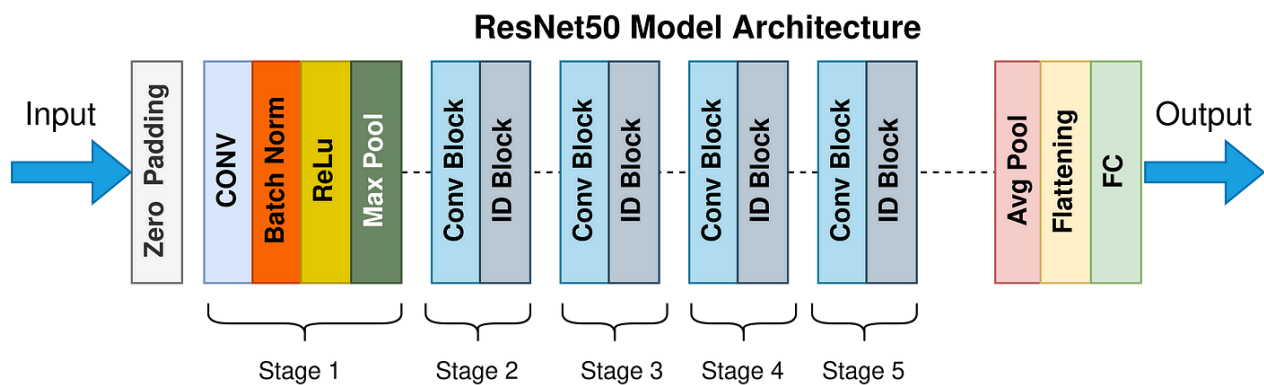 ResNet50 Model Architecture
Input
Zero Padding
CONV
Batch Norm
ReLu
Max Pool
Conv Block
ID Block
Conv Block
ID Block
Conv Block
ID Block
Conv Block
ID Block
Avg Pool
Flattening
FC
Output
Stage 1
Stage 2
Stage 3
Stage 4
Stage 5